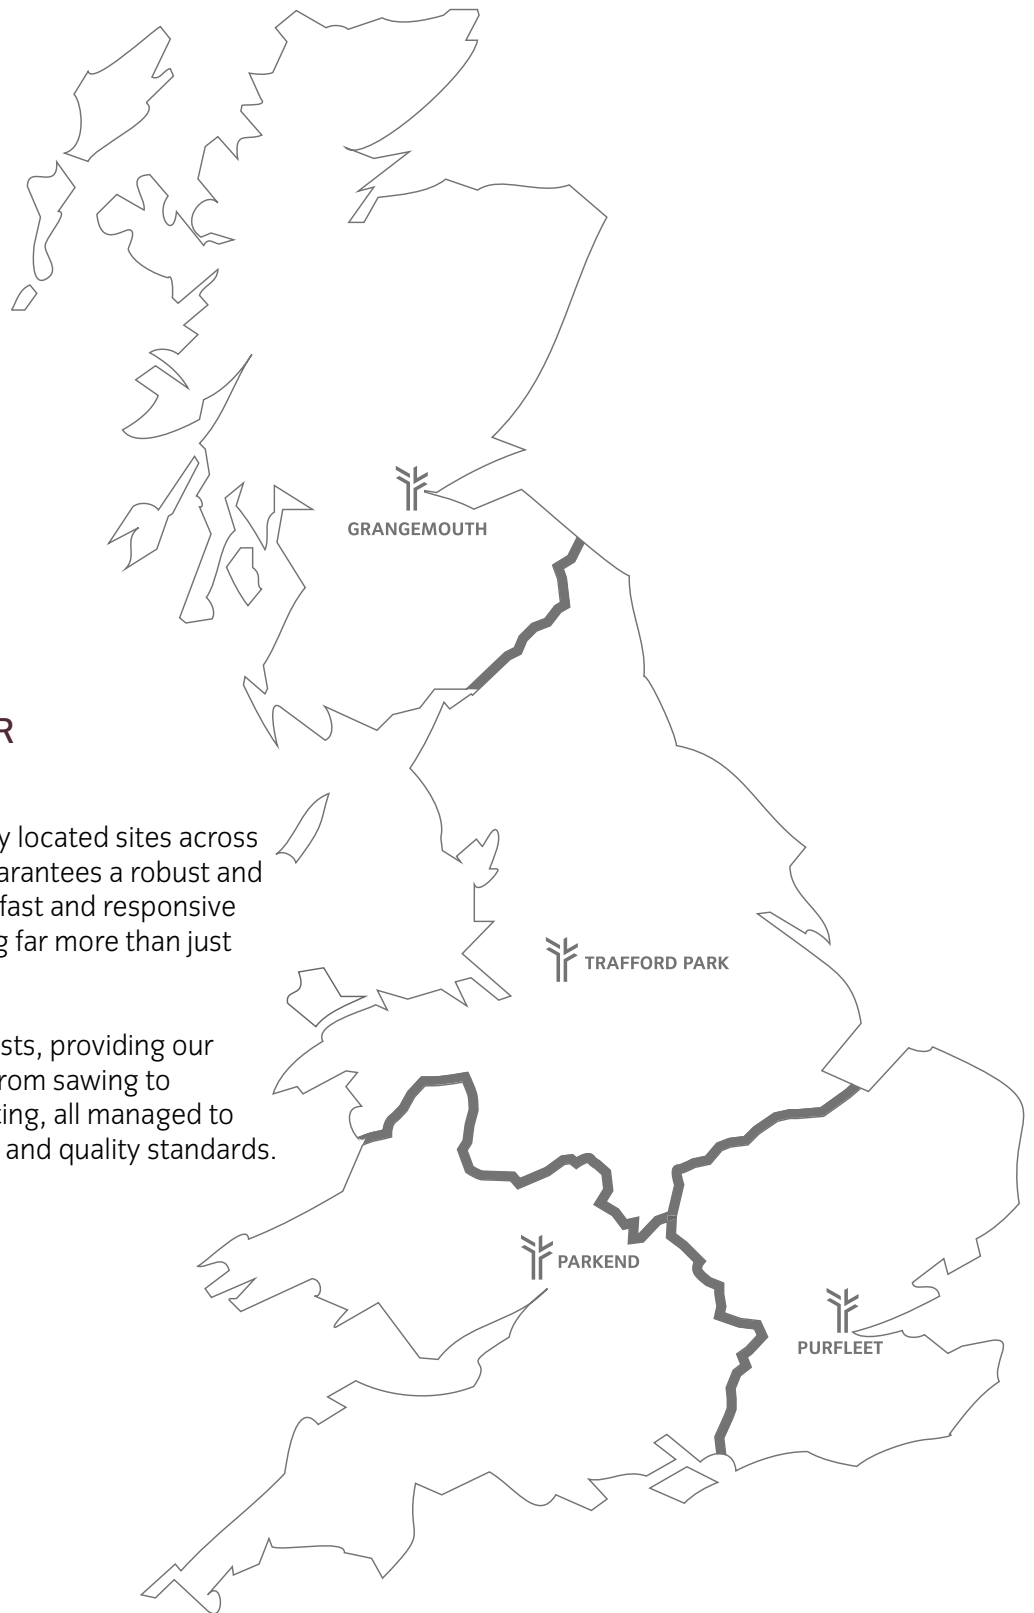 GRANGEMOUTH
R
y located sites across
arantees a robust and
fast and responsive
g far more than just
TRAFFORD PARK
sts, providing our
rom sawing to
ting, all managed to
and quality standards.
PARKEND
PURFLEET